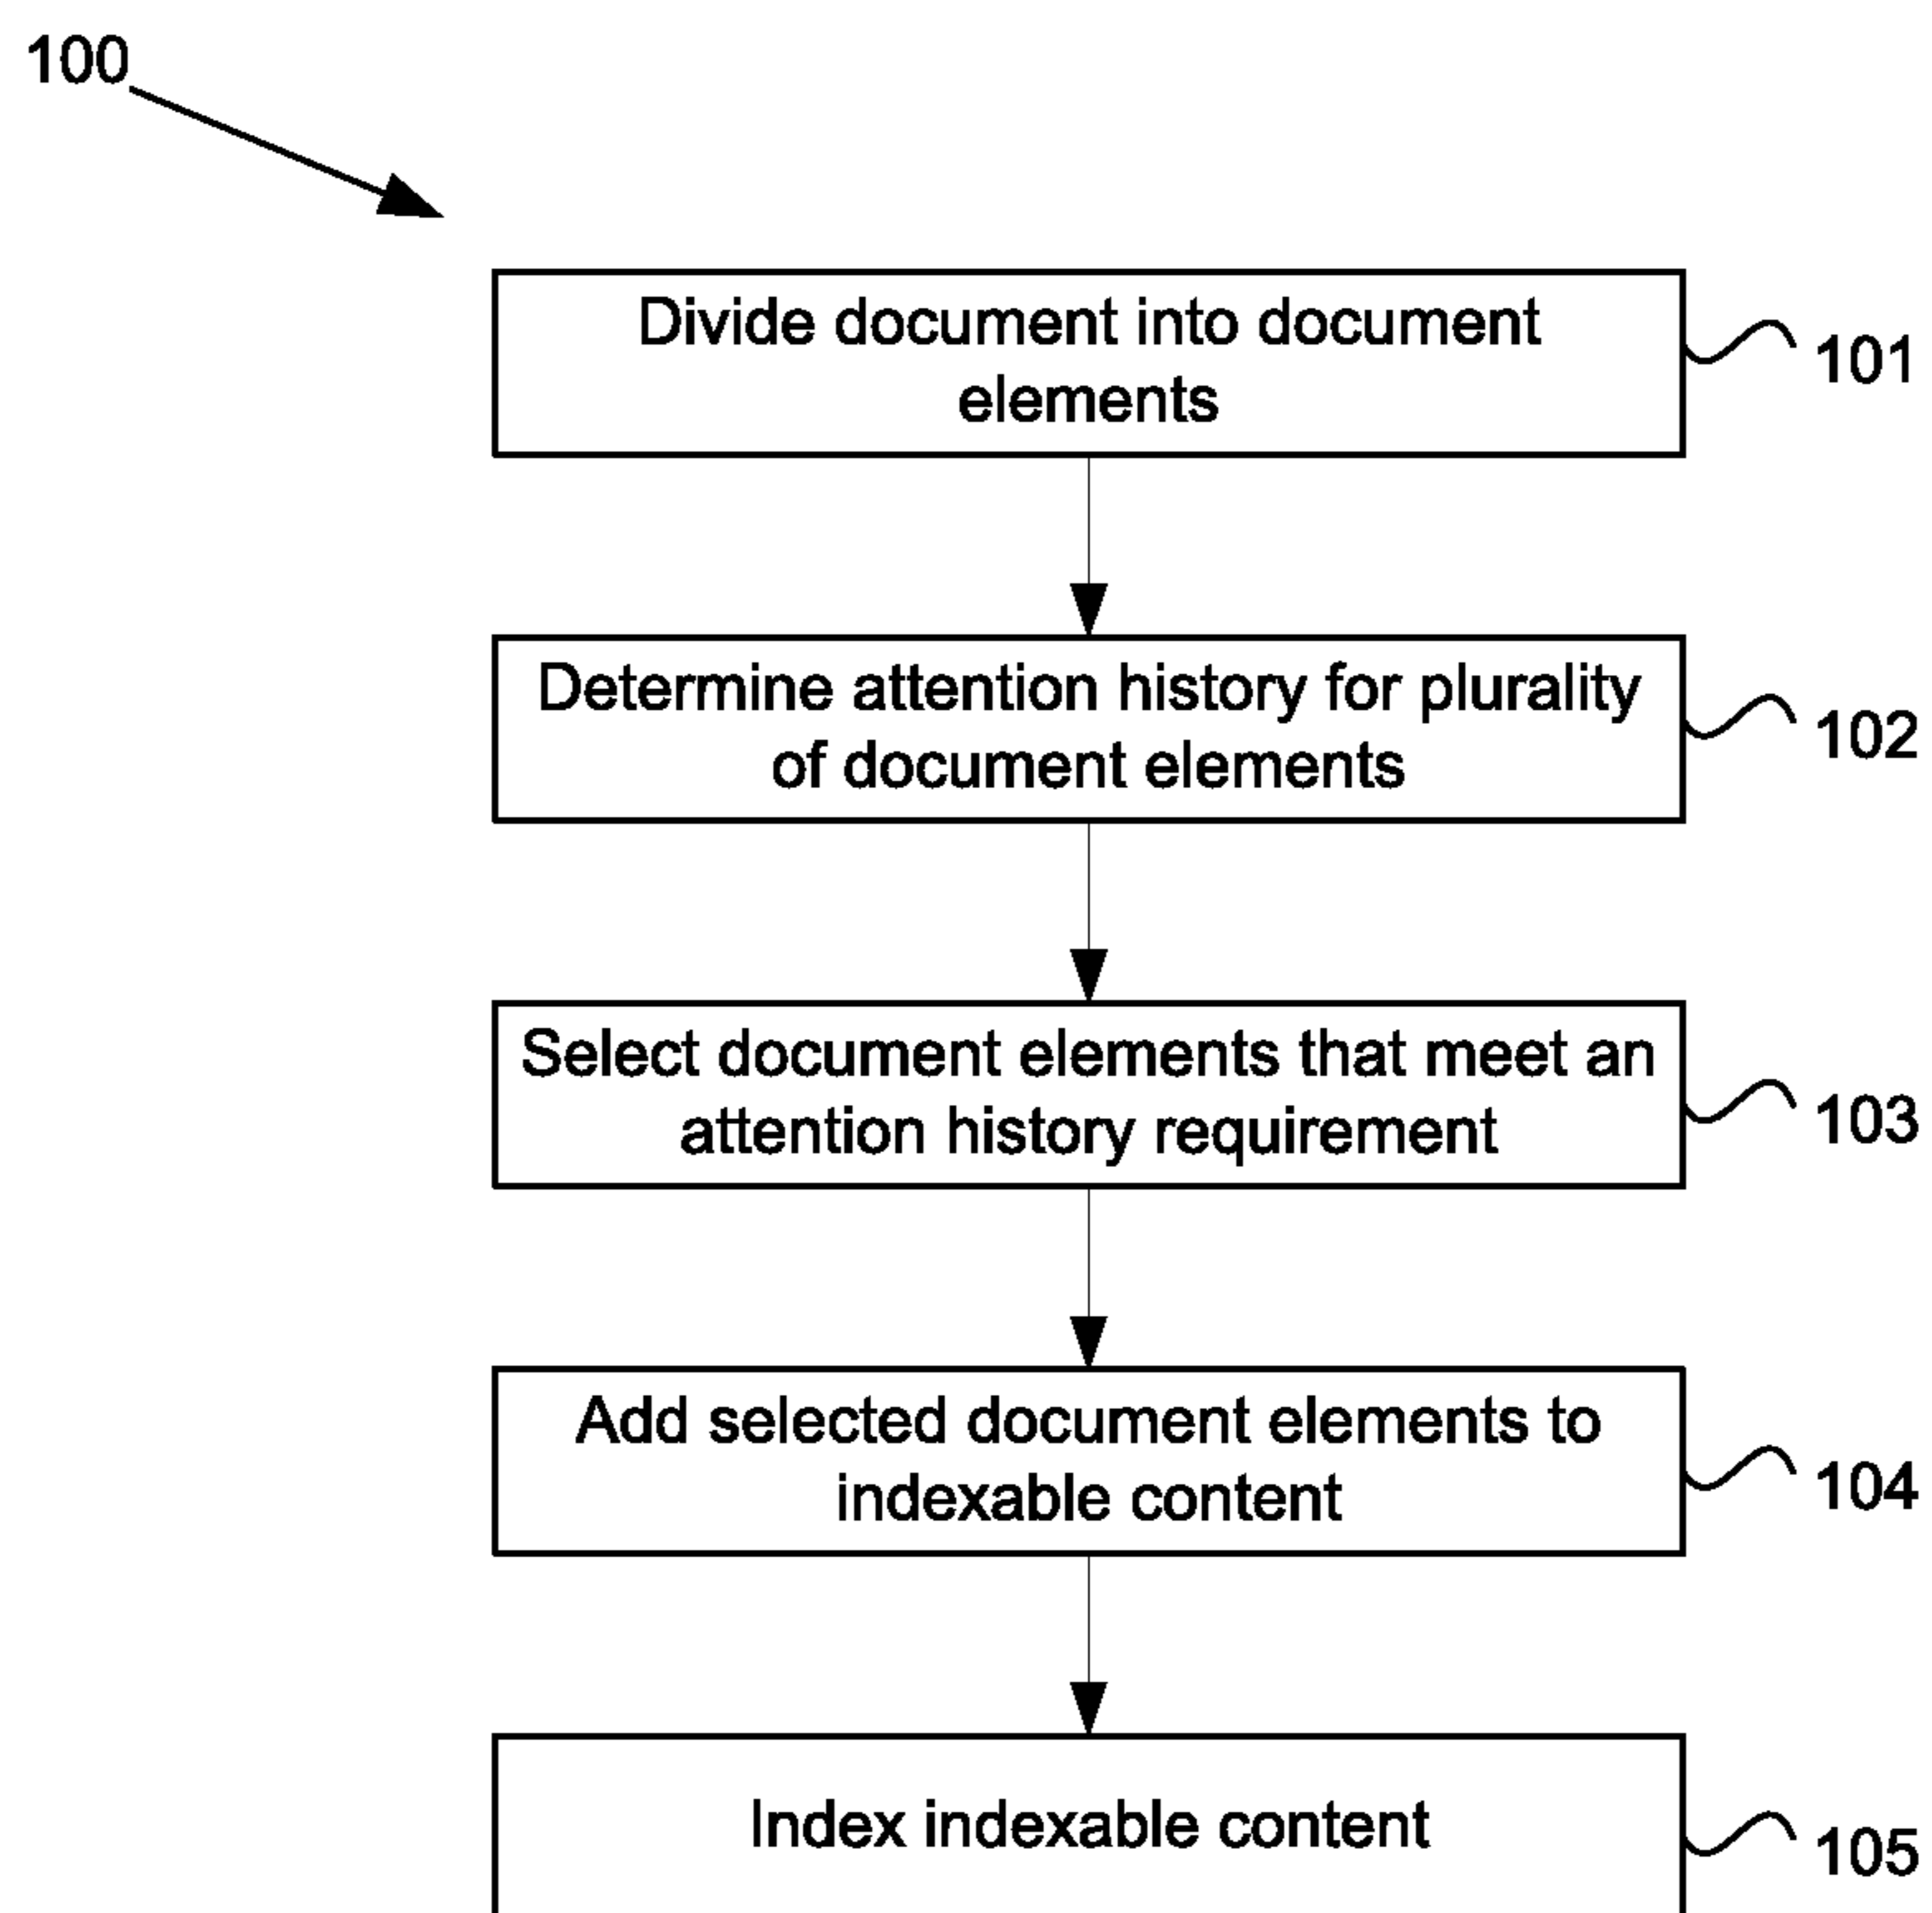 100
Divide document into document
elements
101
Determine attention history for plurality
of document elements
102
Select document elements that meet an
attention history requirement
103
Add selected document elements to
indexable content
104
Index indexable content
105